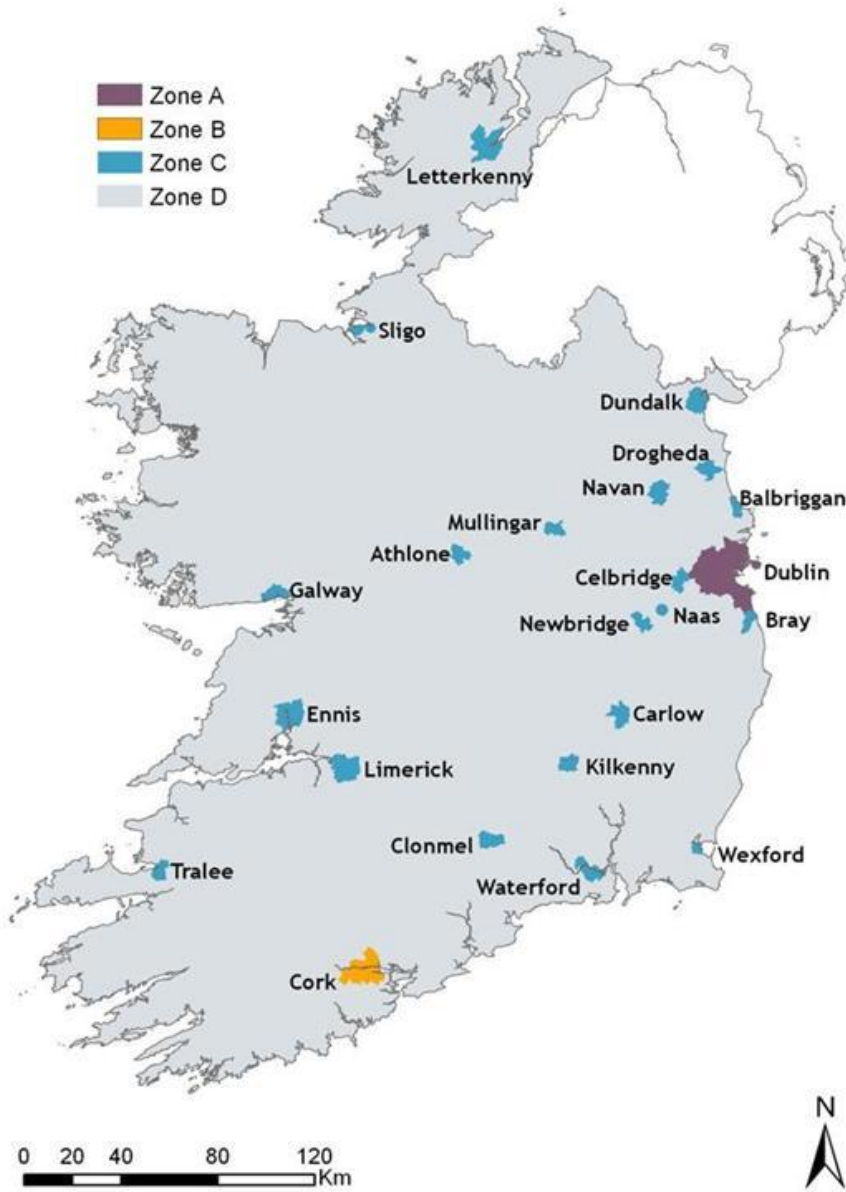 Zone A
Zone B
Zone C
Zone D
Letterkenny
Sligo
Dundalk
Drogheda
Navan
Balbriggan
Mullingar
Athlone
Celbridge
Dublin
Galway
Naas
Newbridge
Bray
Ennis
Carlow
Limerick
Kilkenny
Clonmel
Wexford
Tralee
Waterford
Cork
N
0 20 40 80 120
Km